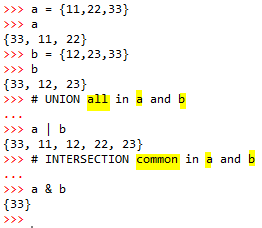 >>> a = {11,22,33}
>>> a
{33, 11, 22}
>>> b = {12,23,33}
>>> b
{33, 12, 23}
>>> # UNION all in a and b
...
>>> a | b
{33, 11, 12, 22, 23}
>>> # INTERSECTION common in a and b
...
>>> a & b
{33}
>>>